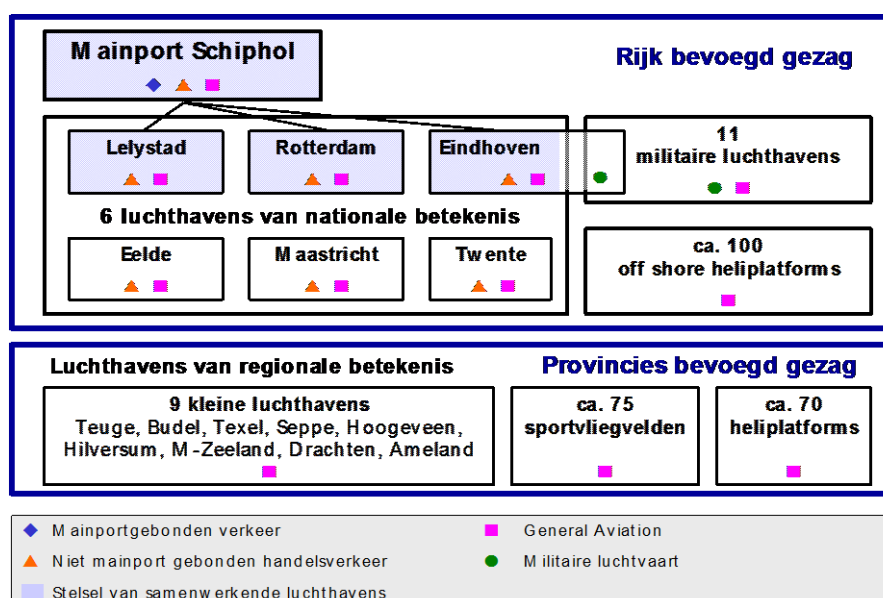 Mainport Schiphol
Rijk bevoegd gezag
Lelystad
Rotterdam
Eindhoven
11
militaire luchthavens
6 luchthavens van nationale betekenis
Eelde
Maastricht
Twente
ca. 100
off shore heliplatforms
Luchthavens van regionale betekenis
Provincies bevoegd gezag
9 kleine luchthavens
Teuge, Budel, Texel, Seppe, Hoogeveen,
Hilversum, M-Zeeland, Drachten, Ameland
ca. 75
sportvliegvelden
ca. 70
heliplatforms
Mainportgebonden verkeer
General Aviation
Niet mainport gebonden handelsverkeer
Militaire luchtvaart
Stelsel van samenwerkende luchthavens